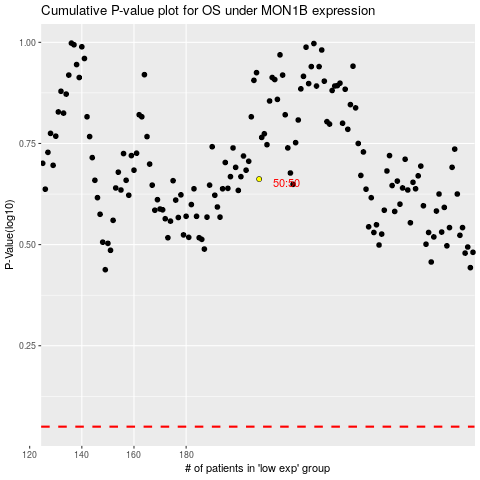 Cumulative P-value plot for OS under MON1B expression
1.00
0.75
0.50
0.25
P-Value(log10)
50:50
120 140 160 180
# of patients in 'low exp' group